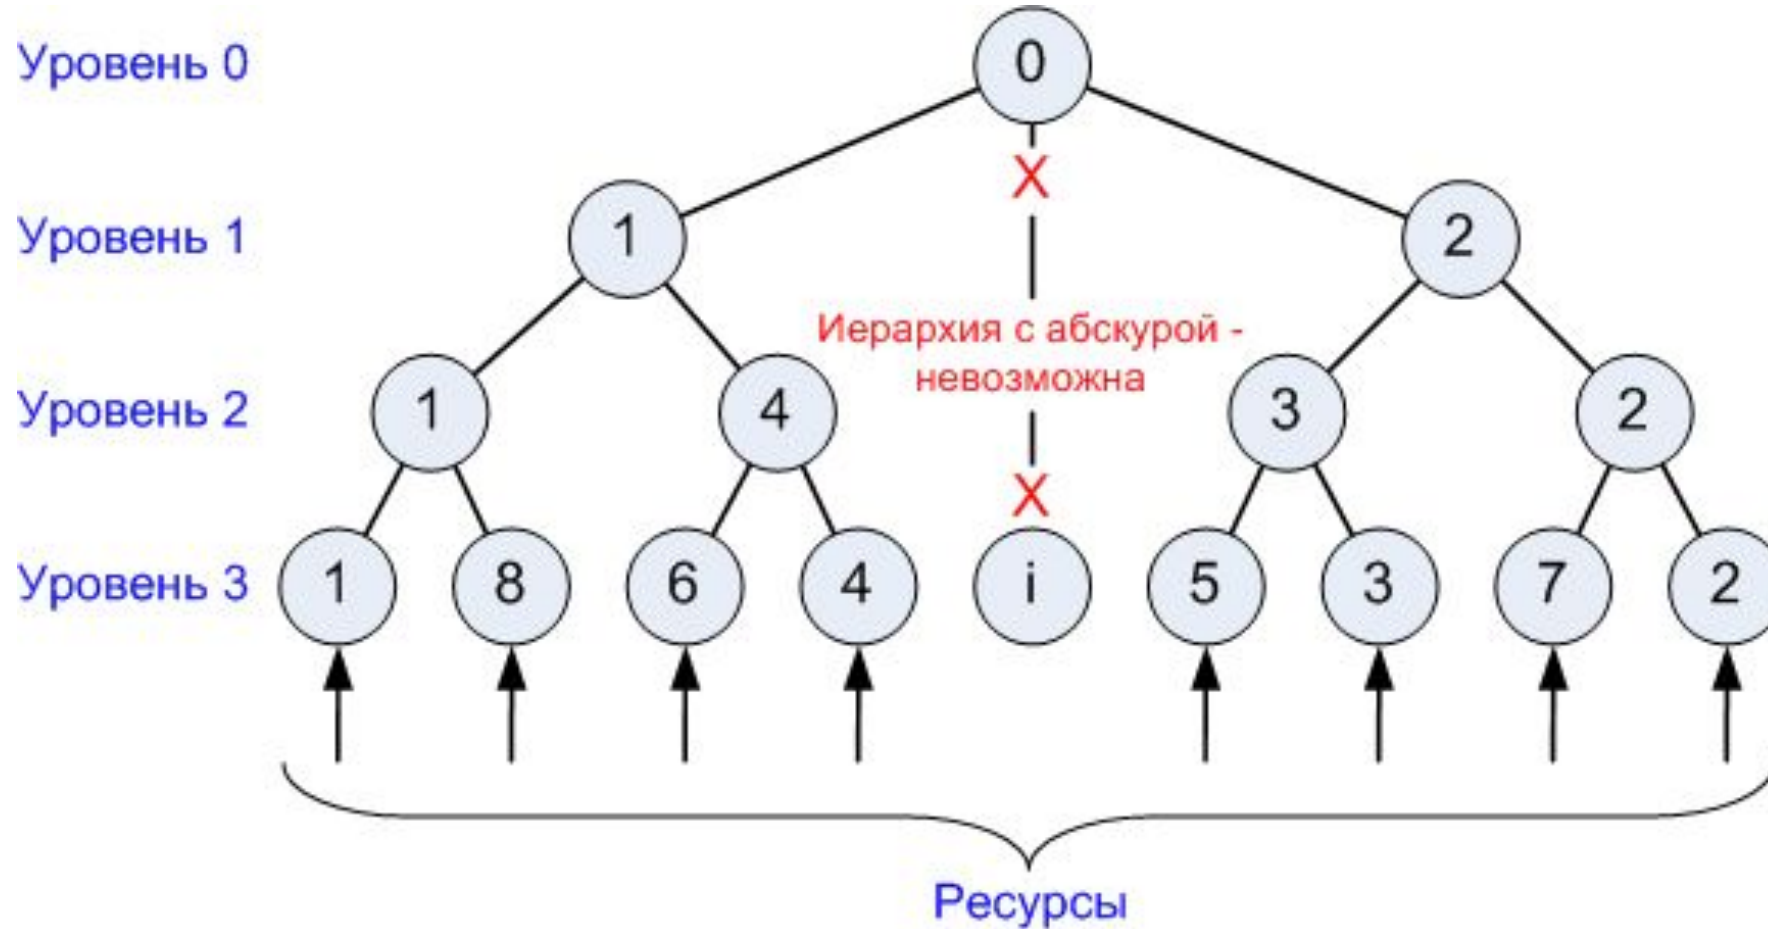 Уровень 0 0
X
Уровень 1 1 2
Иерархия с абскурой -
невозможна
Уровень 2 1 4 3 2
X
Уровень 3 1 8 6 4 i 5 3 7 2
Ресурсы